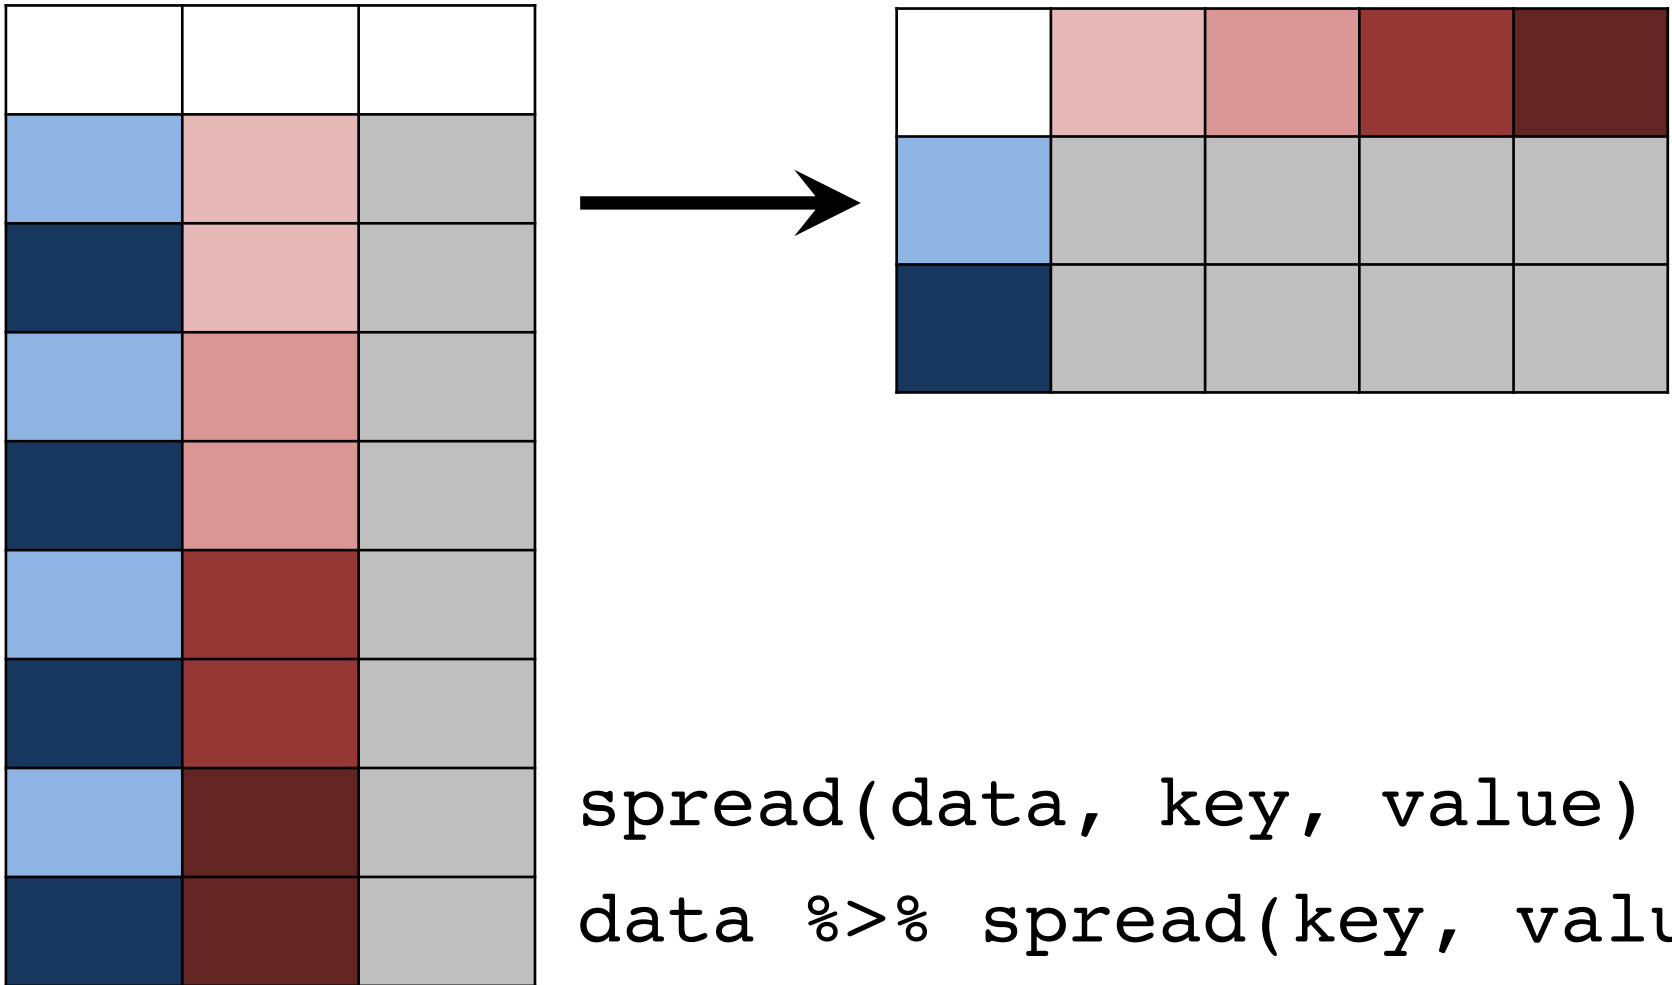 spread(data, key, value)
data %>% spread(key, valu